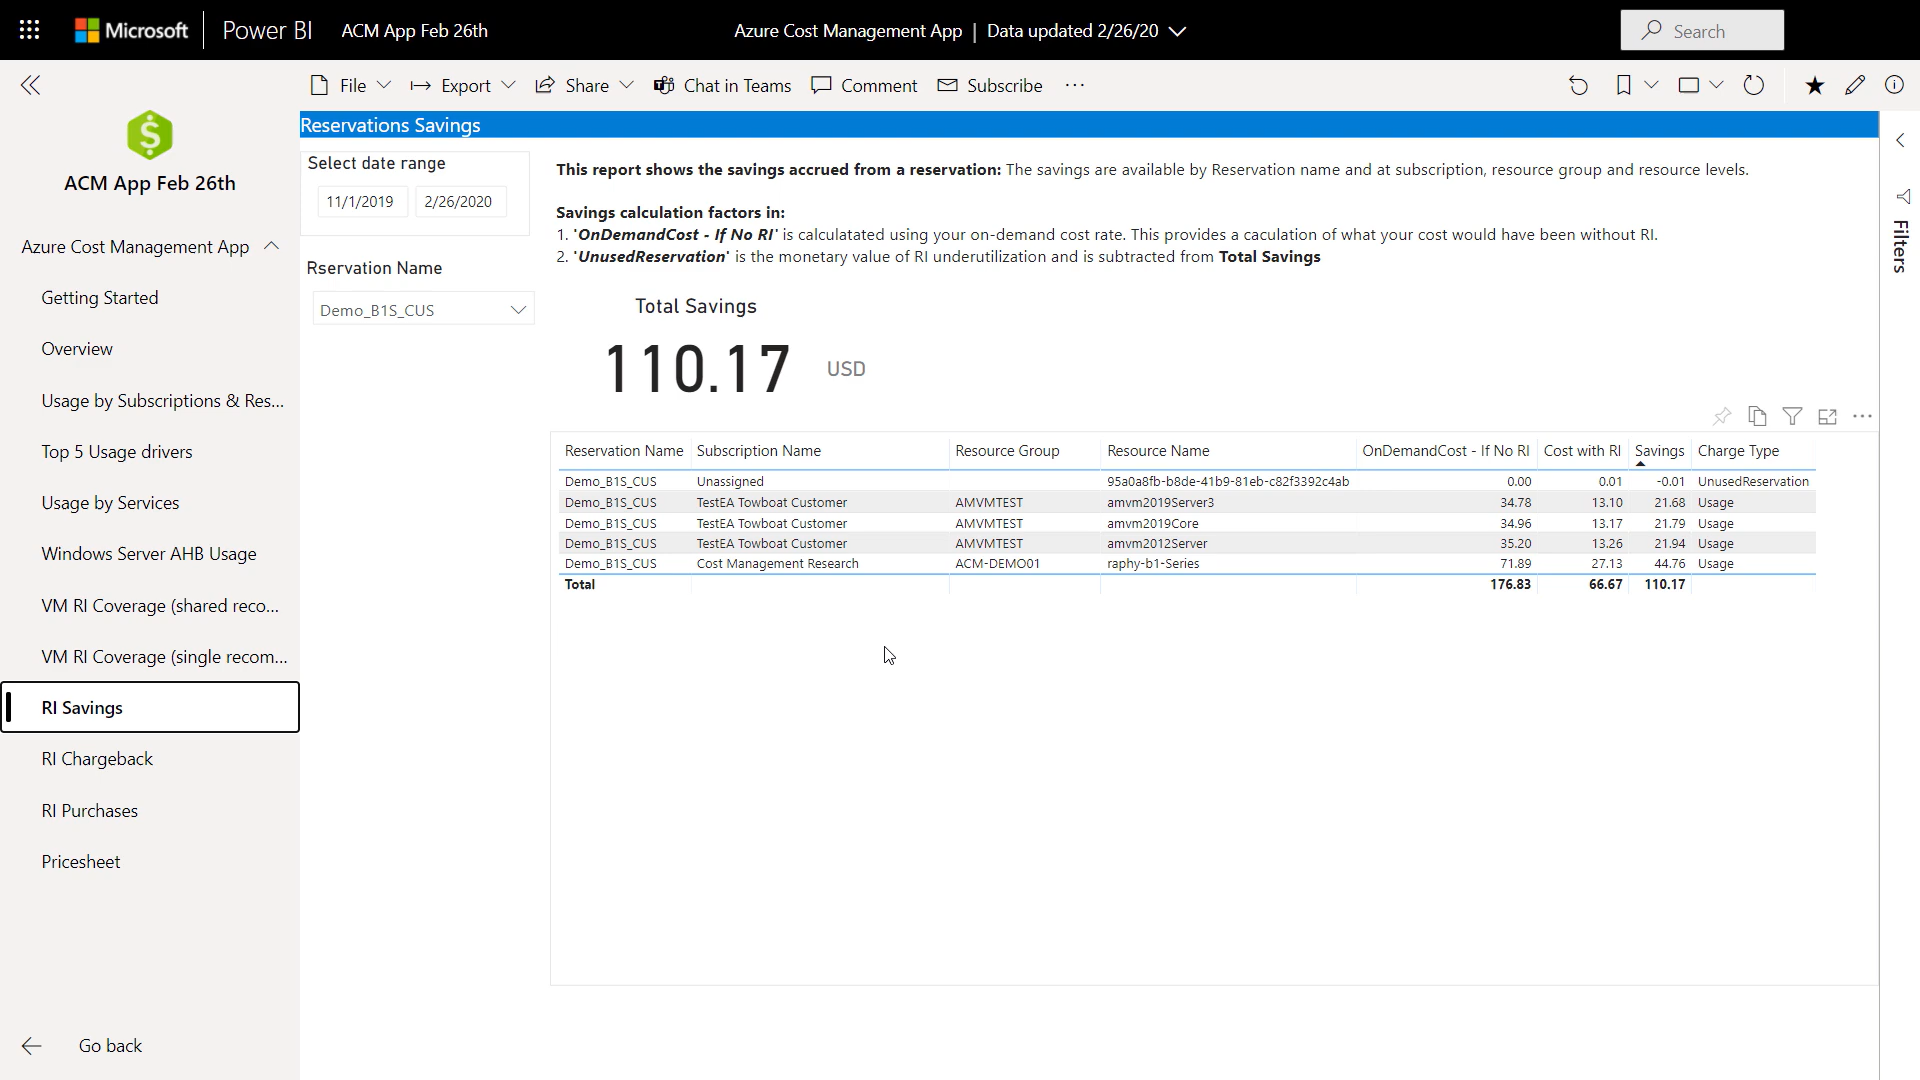 Microsoft Power BI ACM App Feb 26th Azure Cost Management App | Data updated 2/26/20 Search
File Export Share Chat in Teams Comment Subscribe ...
ACM App Feb 26th
Azure Cost Management App
Getting Started
Overview
Usage by Subscriptions & Res...
Top 5 Usage drivers
Usage by Services
Windows Server AHB Usage
VM RI Coverage (shared reco...
VM RI Coverage (single recom...
RI Savings
RI Chargeback
RI Purchases
Pricesheet
Go back
Reservations Savings
Select date range
11/1/2019 2/26/2020
Rservation Name
Demo_B1S_CUS
This report shows the savings accrued from a reservation: The savings are available by Reservation name and at subscription, resource group and resource levels.
Savings calculation factors in:
1. 'OnDemandCost - If No RI' is calculatated using your on-demand cost rate. This provides a caculation of what your cost would have been without RI.
2. 'UnusedReservation' is the monetary value of RI underutilization and is subtracted from Total Savings
Total Savings
110.17 USD
Reservation Name Subscription Name Resource Group Resource Name OnDemandCost - If No RI Cost with RI Savings Charge Type
Demo_B1S_CUS Unassigned 95a0a8fb-b8de-41b9-81eb-c82f3392c4ab 0.00 0.01 -0.01 UnusedReservation
Demo_B1S_CUS TestEA Towboat Customer AMVMTEST amvm2019Server3 34.78 13.10 21.68 Usage
Demo_B1S_CUS TestEA Towboat Customer AMVMTEST amvm2019Core 34.96 13.17 21.79 Usage
Demo_B1S_CUS TestEA Towboat Customer AMVMTEST amvm2012Server 35.20 13.26 21.94 Usage
Demo_B1S_CUS Cost Management Research ACM-DEMO01 raphy-b1-Series 71.89 27.13 44.76 Usage
Total 176.83 66.67 110.17
Filters